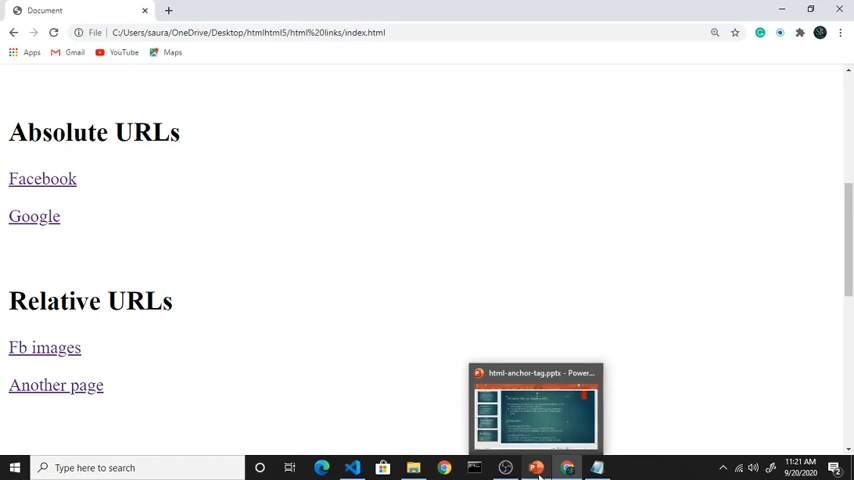 Document
File
C:/Users/saura/OneDrive/Desktop/htmlhtml5/html%20links/index.html
Apps
Gmail
YouTube
Maps
Absolute URLs
Facebook
Google
Relative URLs
Fb images
Another page
html-anchor-tag.pptx - Power...
Type here to search
11:21 AM
9/20/2020
2